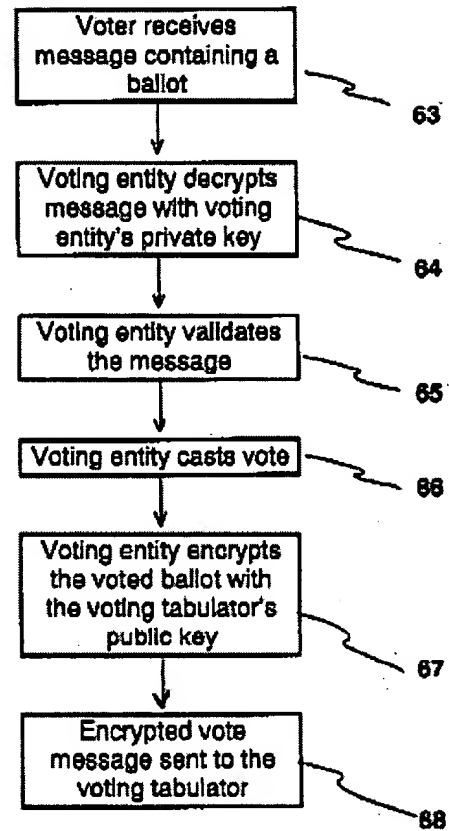 Voter receives
message containing a
ballot
63
Voting entity decrypts
message with voting
entity's private key
64
Voting entity validates
the message
65
Voting entity casts vote
66
Voting entity encrypts
the voted ballot with
the voting tabulator's
public key
67
Encrypted vote
message sent to the
voting tabulator
68